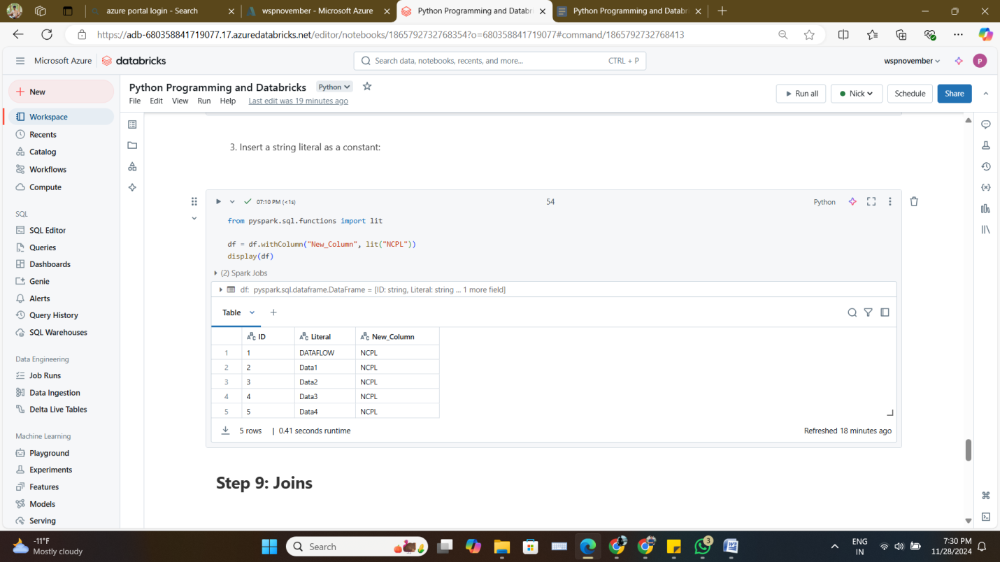 azure portal login - Search
wspnovember - Microsoft Azure
Python Programming and Databri
Python Programming and Databri
https://adb-680358841719077.17.azuredatabricks.net/editor/notebooks/1865792732768354?o=680358841719077#command/1865792732768413
Microsoft Azure
databricks
Search data, notebooks, recents, and more...
CTRL + P
wspnovember
P
New
Workspace
Recents
Catalog
Workflows
Compute
SQL
SQL Editor
Queries
Dashboards
Genie
Alerts
Query History
SQL Warehouses
Data Engineering
Job Runs
Data Ingestion
Delta Live Tables
Machine Learning
Playground
Experiments
Features
Models
Serving
Python Programming and Databricks
Python
File Edit View Run Help Last edit was 19 minutes ago
Run all
Nick
Schedule
Share
3. Insert a string literal as a constant:
07:10 PM (<1s)
54
Python
from pyspark.sql.functions import lit
df = df.withColumn("New_Column", lit("NCPL"))
display(df)
(2) Spark Jobs
df: pyspark.sql.dataframe.DataFrame = [ID: string, Literal: string ... 1 more field]
Table
ID Literal New_Column
1 1 DATAFLOW NCPL
2 2 Data1 NCPL
3 3 Data2 NCPL
4 4 Data3 NCPL
5 5 Data4 NCPL
5 rows | 0.41 seconds runtime
Refreshed 18 minutes ago
Step 9: Joins
-11°F
Mostly cloudy
Search
3
ENG
IN
7:30 PM
11/28/2024